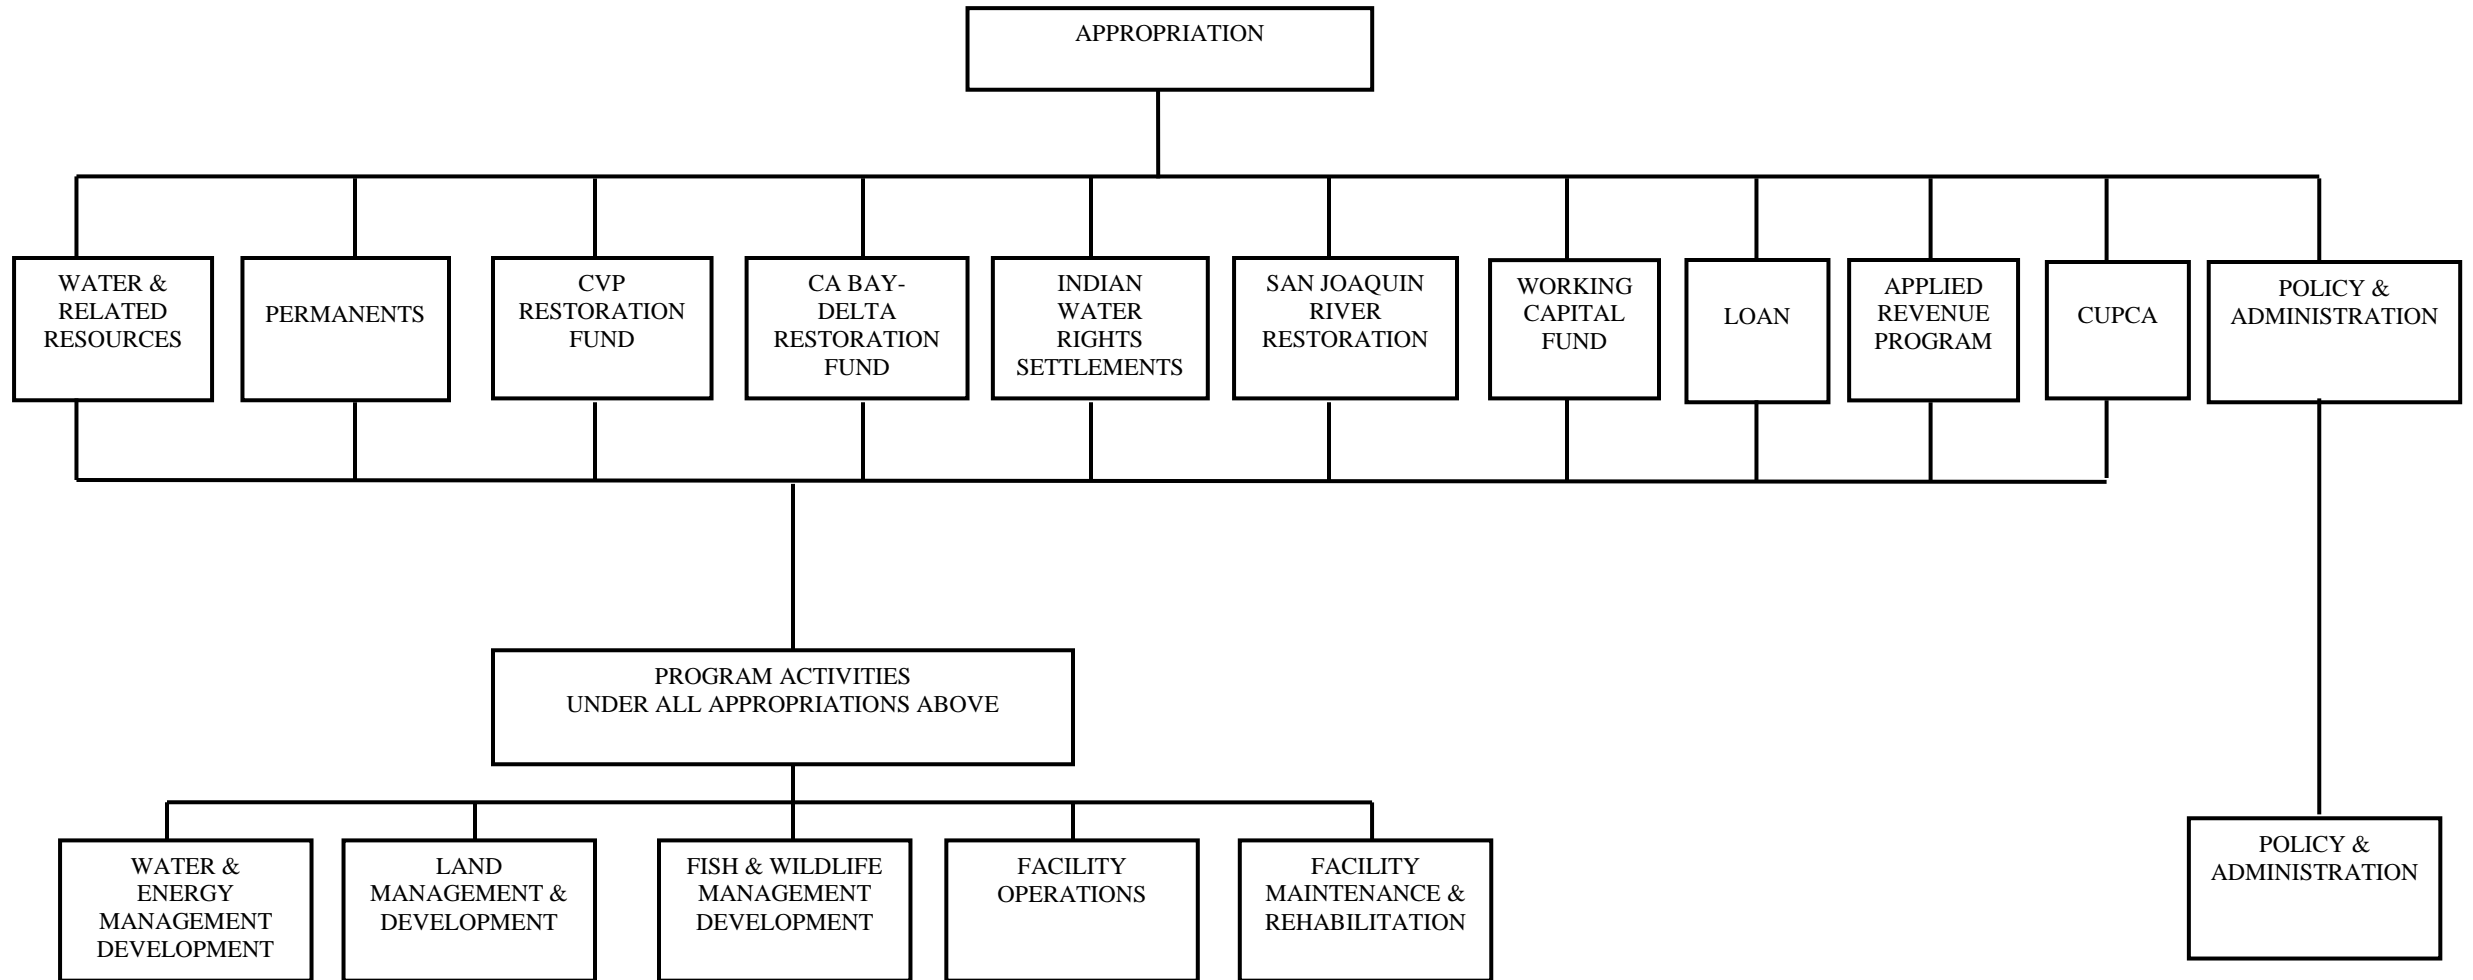 APPROPRIATION
WATER &
RELATED
RESOURCES
PERMANENTS
CVP
RESTORATION
FUND
CA BAY-
DELTA
RESTORATION
FUND
INDIAN
WATER
RIGHTS
SETTLEMENTS
SAN JOAQUIN
RIVER
RESTORATION
WORKING
CAPITAL
FUND
LOAN
APPLIED
REVENUE
PROGRAM
CUPCA
POLICY &
ADMINISTRATION
PROGRAM ACTIVITIES
UNDER ALL APPROPRIATIONS ABOVE
WATER &
ENERGY
MANAGEMENT
DEVELOPMENT
LAND
MANAGEMENT &
DEVELOPMENT
FISH & WILDLIFE
MANAGEMENT
DEVELOPMENT
FACILITY
OPERATIONS
FACILITY
MAINTENANCE &
REHABILITATION
POLICY &
ADMINISTRATION